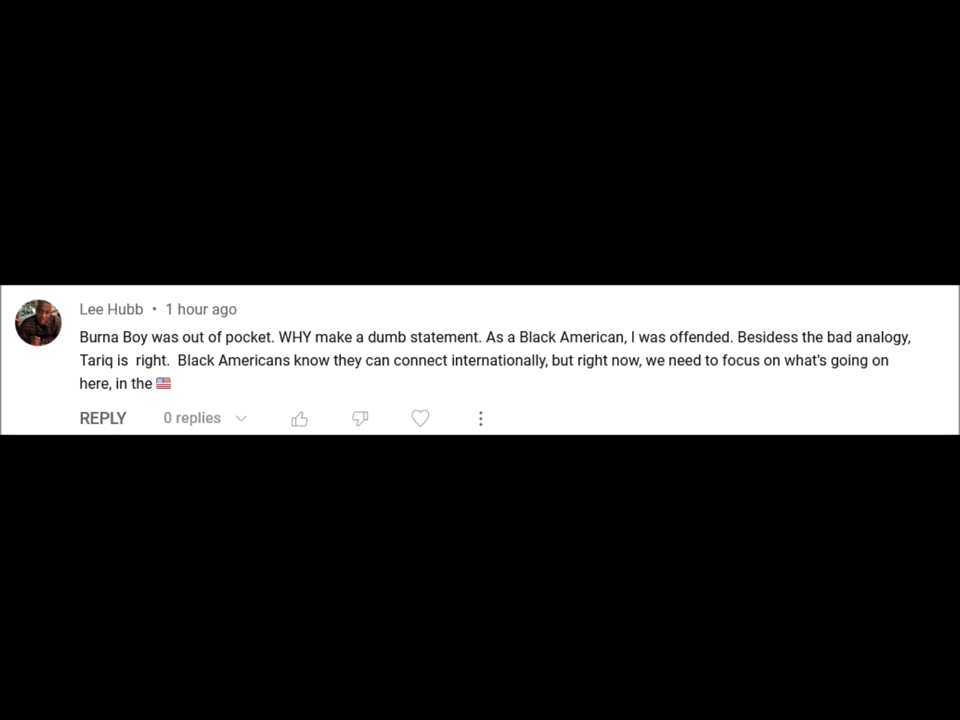 Lee Hubb • 1 hour ago
Burna Boy was out of pocket. WHY make a dumb statement. As a Black American, I was offended. Besidess the bad analogy,
Tariq is  right.  Black Americans know they can connect internationally, but right now, we need to focus on what's going on
here, in the 🇺🇸
REPLY 0 replies